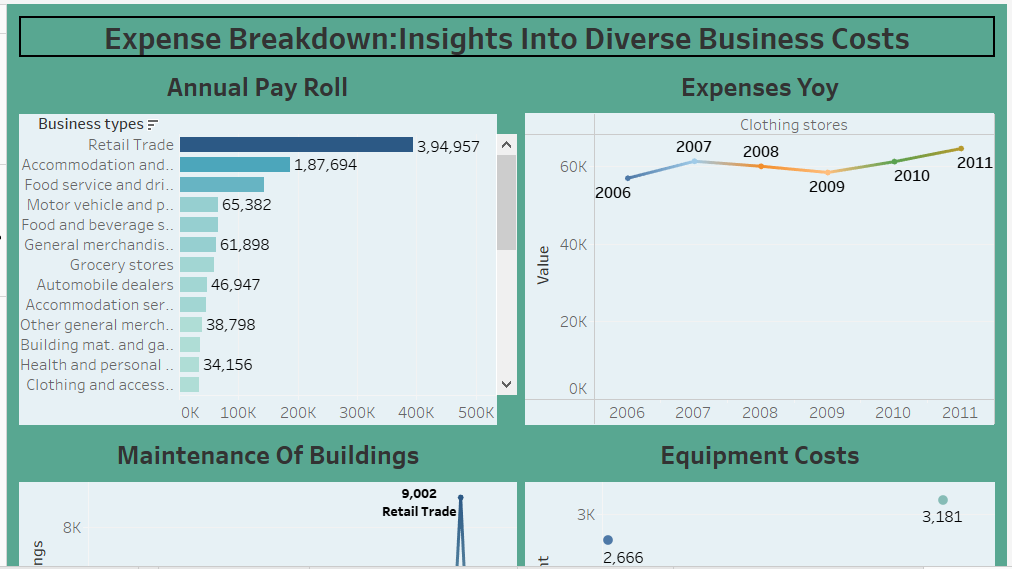 Expense Breakdown:Insights Into Diverse Business Costs
Annual Pay Roll
Business types
Retail Trade 3,94,957
Accommodation and.. 1,87,694
Food service and dri..
Motor vehicle and p.. 65,382
Food and beverage s..
General merchandis.. 61,898
Grocery stores
Automobile dealers 46,947
Accommodation ser..
Other general merch.. 38,798
Building mat. and ga..
Health and personal .. 34,156
Clothing and access..
0K 100K 200K 300K 400K 500K
Expenses Yoy
Clothing stores
Value
60K
40K
20K
0K
2006
2007
2008
2009
2010
2011
2006 2007 2008 2009 2010 2011
Maintenance Of Buildings
9,002
Retail Trade
8K
ngs
Equipment Costs
3K
3,181
2,666
nt